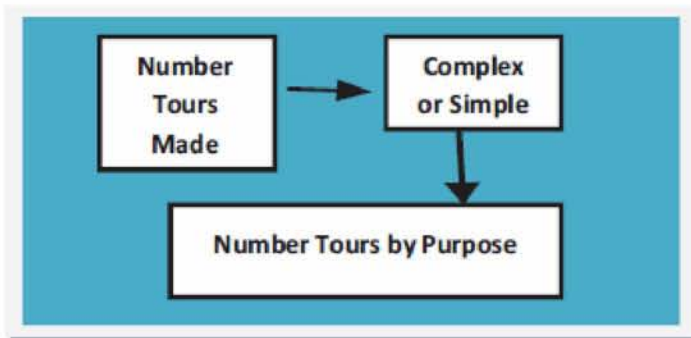 Number
Tours
Made
Complex
or Simple
Number Tours by Purpose